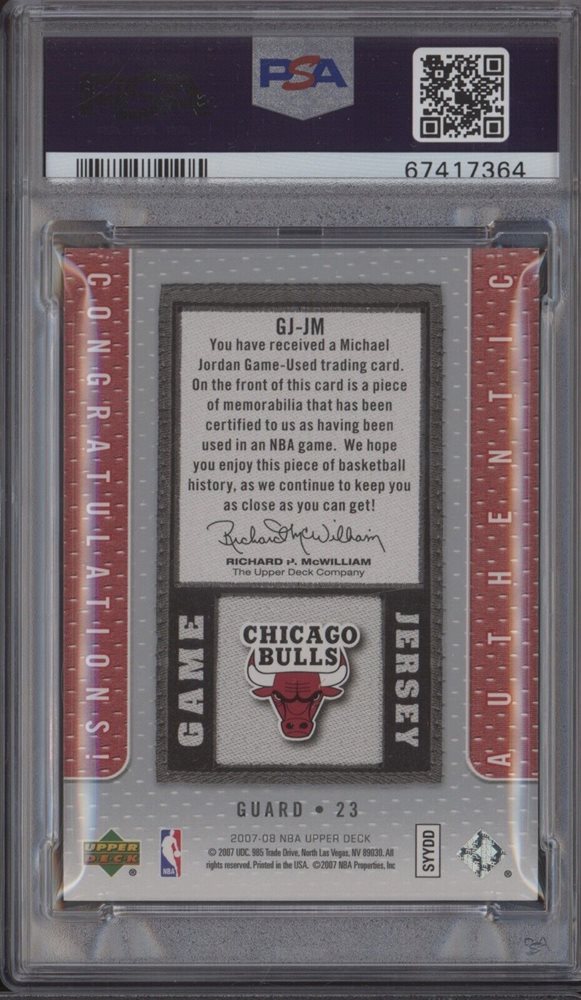 PSA
67417364
CONGRATULATIONS!
AUTHENTIC
GJ-JM
You have received a Michael
Jordan Game-Used trading card.
On the front of this card is a piece
of memorabilia that has been
certified to us as having been
used in an NBA game. We hope
you enjoy this piece of basketball
history, as we continue to keep you
as close as you can get!
Richard McWilliam
RICHARD P. McWILLIAM
The Upper Deck Company
GAME
CHICAGO
BULLS
JERSEY
GUARD • 23
2007-08 NBA UPPER DECK
© 2007 UDC. 985 Trade Drive, North Las Vegas, NV 89030. All
rights reserved. Printed in the USA. ©2007 NBA Properties, Inc
UPPER
DECK
®
NBA
SYYDD
®
PSA